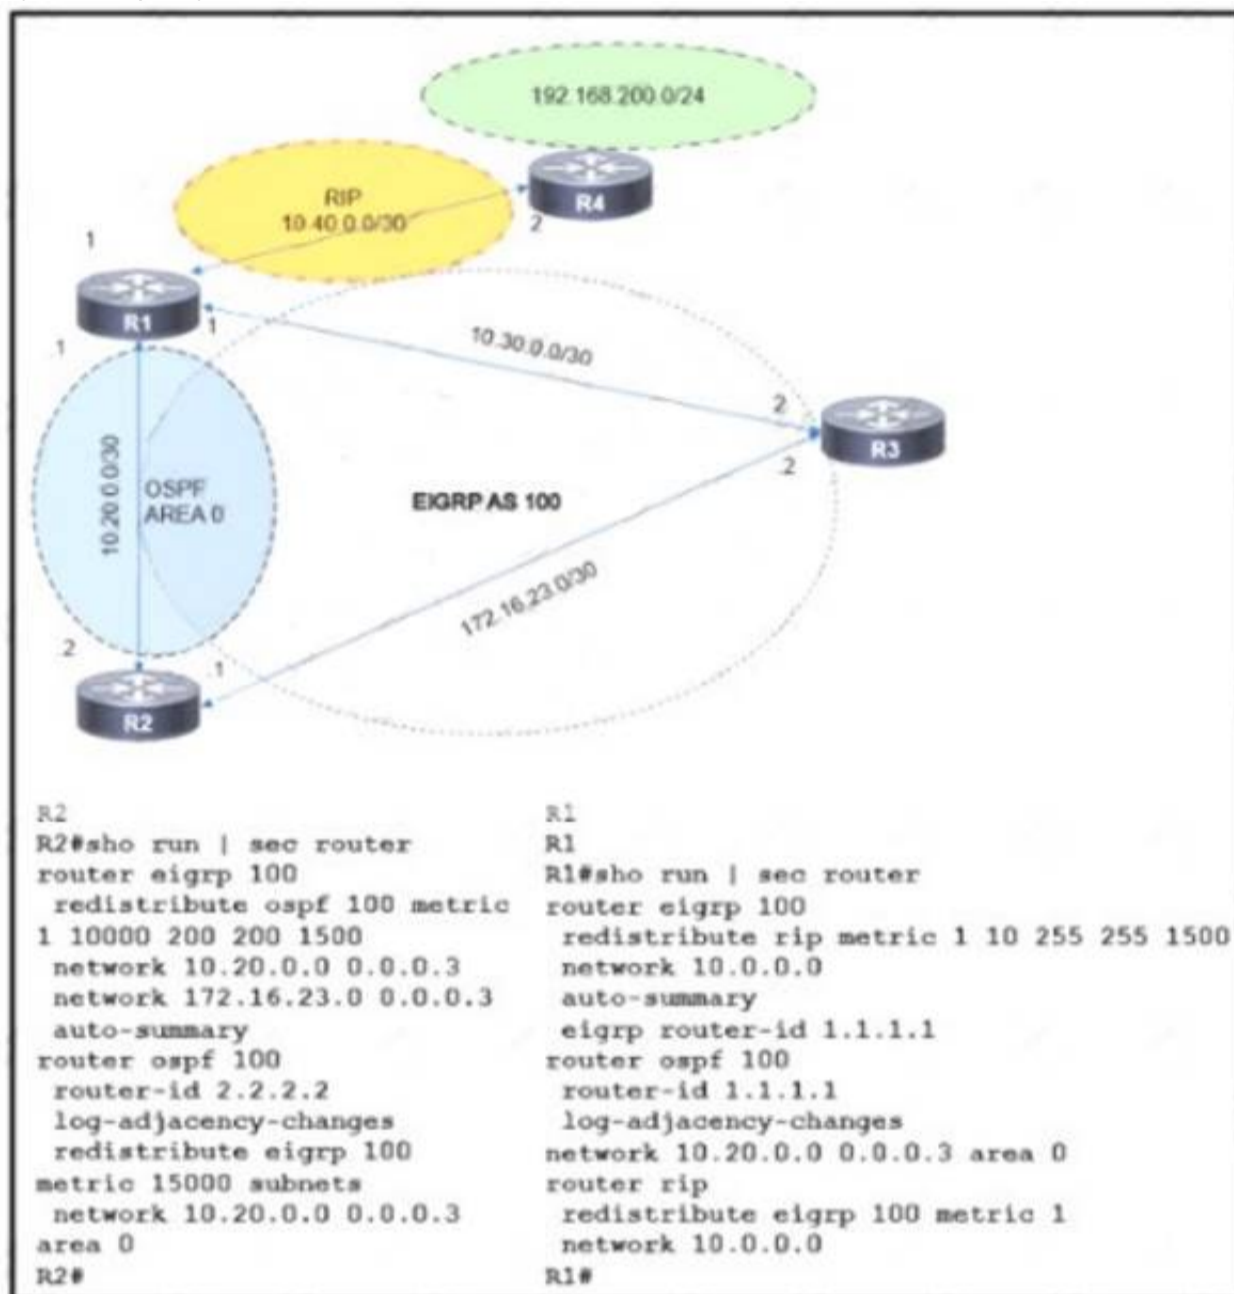 192.168.200.0/24
RIP
10.40.0.0/30
R4
2
1
R1
1
.1
10.30.0.0/30
2
R3
.2
10.20.0.0/30
OSPF
AREA 0
EIGRP AS 100
172.16.23.0/30
.2
.1
R2
R2
R2#sho run | sec router
router eigrp 100
redistribute ospf 100 metric
1 10000 200 200 1500
network 10.20.0.0 0.0.0.3
network 172.16.23.0 0.0.0.3
auto-summary
router ospf 100
router-id 2.2.2.2
log-adjacency-changes
redistribute eigrp 100
metric 15000 subnets
network 10.20.0.0 0.0.0.3
area 0
R2#
R1
R1
R1#sho run | sec router
router eigrp 100
redistribute rip metric 1 10 255 255 1500
network 10.0.0.0
auto-summary
eigrp router-id 1.1.1.1
router ospf 100
router-id 1.1.1.1
log-adjacency-changes
network 10.20.0.0 0.0.0.3 area 0
router rip
redistribute eigrp 100 metric 1
network 10.0.0.0
R1#